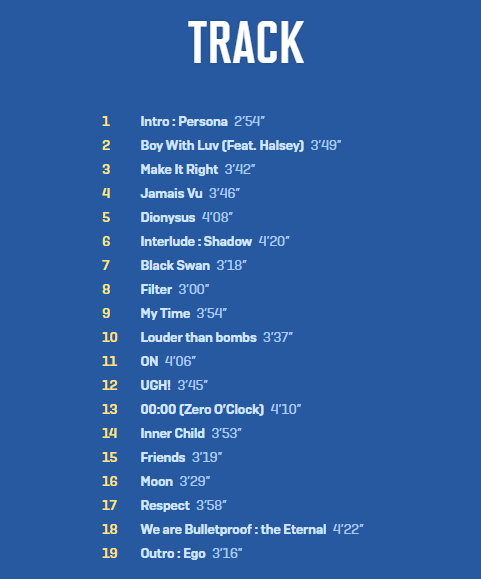 TRACK
1 Intro : Persona 2'54"
2 Boy With Luv (Feat. Halsey) 3'49"
3 Make It Right 3'42"
4 Jamais Vu 3'46"
5 Dionysus 4'08"
6 Interlude : Shadow 4'20"
7 Black Swan 3'18"
8 Filter 3'00"
9 My Time 3'54"
10 Louder than bombs 3'37"
11 ON 4'06"
12 UGH! 3'45"
13 00:00 (Zero O'Clock) 4'10"
14 Inner Child 3'53"
15 Friends 3'19"
16 Moon 3'29"
17 Respect 3'58"
18 We are Bulletproof : the Eternal 4'22"
19 Outro : Ego 3'16"